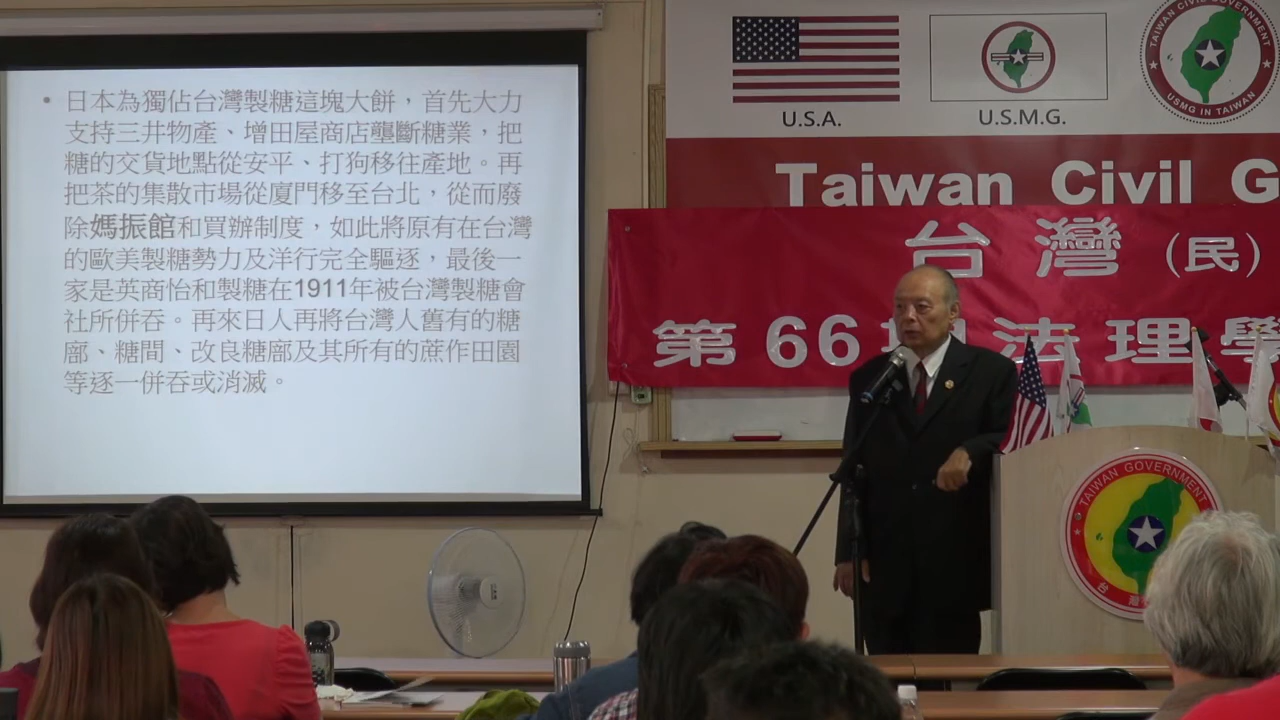 • 日本為獨佔台灣製糖這塊大餅，首先大力
支持三井物產、增田屋商店壟斷糖業，把
糖的交貨地點從安平、打狗移往產地。再
把茶的集散市場從廈門移至台北，從而廢
除媽振館和買辦制度，如此將原有在台灣
的歐美製糖勢力及洋行完全驅逐，最後一
家是英商怡和製糖在1911年被台灣製糖會
社所併吞。再來日人再將台灣人舊有的糖
廍、糖間、改良糖廍及其所有的蔗作田園
等逐一併吞或消滅。
U.S.A.
U.S.M.G.
TAIWAN CIVIL GOVERNMENT
USMG IN TAIWAN
Taiwan Civil G
台灣(民)
第66期法理學
TAIWAN GOVERNMENT
台